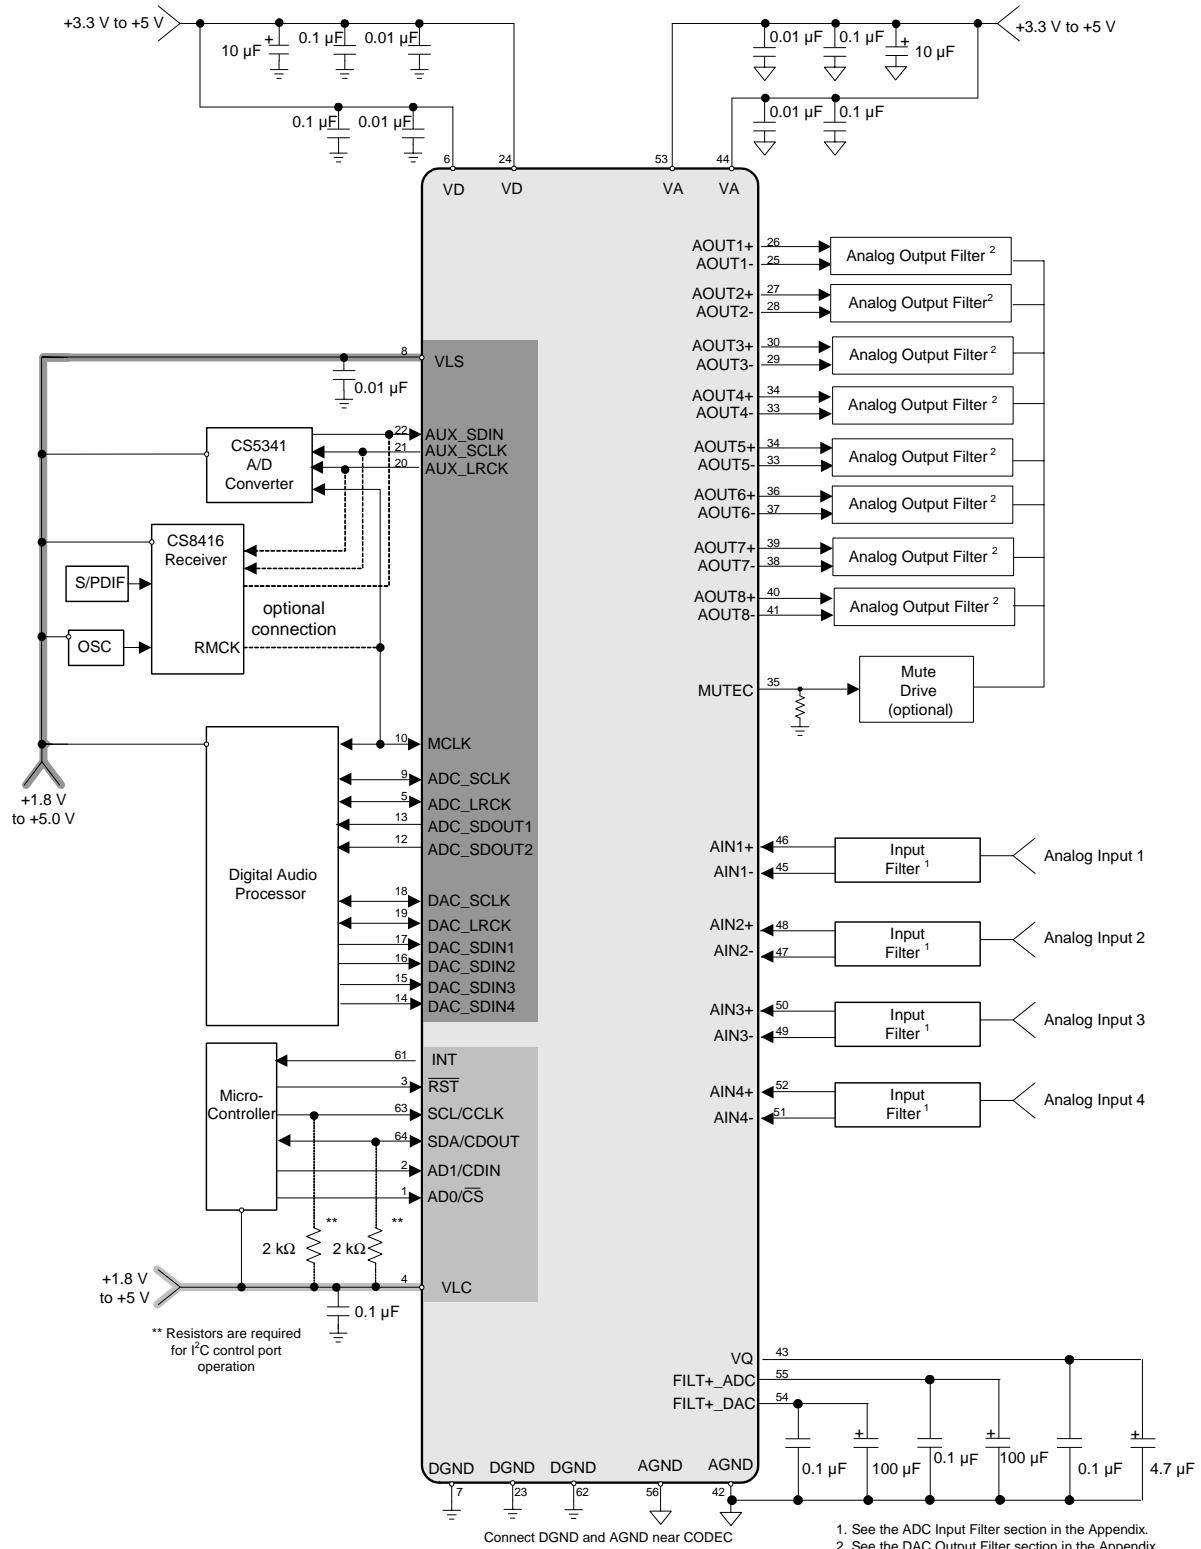 +3.3 V to +5 V
10 µF
+
0.1 µF
0.01 µF
0.1 µF
0.01 µF
0.01 µF
0.1 µF
+
10 µF
+3.3 V to +5 V
0.01 µF
0.1 µF
6
24
53
44
VD
VD
VA
VA
AOUT1+
26
AOUT1-
25
Analog Output Filter 2
AOUT2+
27
AOUT2-
28
Analog Output Filter2
AOUT3+
30
AOUT3-
29
Analog Output Filter 2
AOUT4+
34
AOUT4-
33
Analog Output Filter 2
AOUT5+
34
AOUT5-
33
Analog Output Filter 2
AOUT6+
36
AOUT6-
37
Analog Output Filter 2
AOUT7+
39
AOUT7-
38
Analog Output Filter 2
AOUT8+
40
AOUT8-
41
Analog Output Filter 2
MUTEC
35
Mute
Drive
(optional)
8
VLS
0.01 µF
CS5341
A/D
Converter
22
AUX_SDIN
21
AUX_SCLK
20
AUX_LRCK
CS8416
Receiver
S/PDIF
OSC
RMCK
optional
connection
+1.8 V
to +5.0 V
Digital Audio
Processor
10
MCLK
9
ADC_SCLK
5
ADC_LRCK
13
ADC_SDOUT1
12
ADC_SDOUT2
18
DAC_SCLK
19
DAC_LRCK
17
DAC_SDIN1
16
DAC_SDIN2
15
DAC_SDIN3
14
DAC_SDIN4
AIN1+
46
AIN1-
45
Input
Filter 1
Analog Input 1
AIN2+
48
AIN2-
47
Input
Filter 1
Analog Input 2
AIN3+
50
AIN3-
49
Input
Filter 1
Analog Input 3
AIN4+
52
AIN4-
51
Input
Filter 1
Analog Input 4
Micro-
Controller
61
INT
3
RST
63
SCL/CCLK
64
SDA/CDOUT
2
AD1/CDIN
1
AD0/CS
**
**
2 kΩ
2 kΩ
+1.8 V
to +5 V
4
VLC
0.1 µF
** Resistors are required
for I2C control port
operation
VQ
43
FILT+_ADC
55
FILT+_DAC
54
0.1 µF
+
100 µF
0.1 µF
+
100 µF
0.1 µF
+
4.7 µF
DGND
DGND
DGND
AGND
AGND
7
23
62
56
42
Connect DGND and AGND near CODEC
1. See the ADC Input Filter section in the Appendix.
2. See the DAC Output Filter section in the Appendix